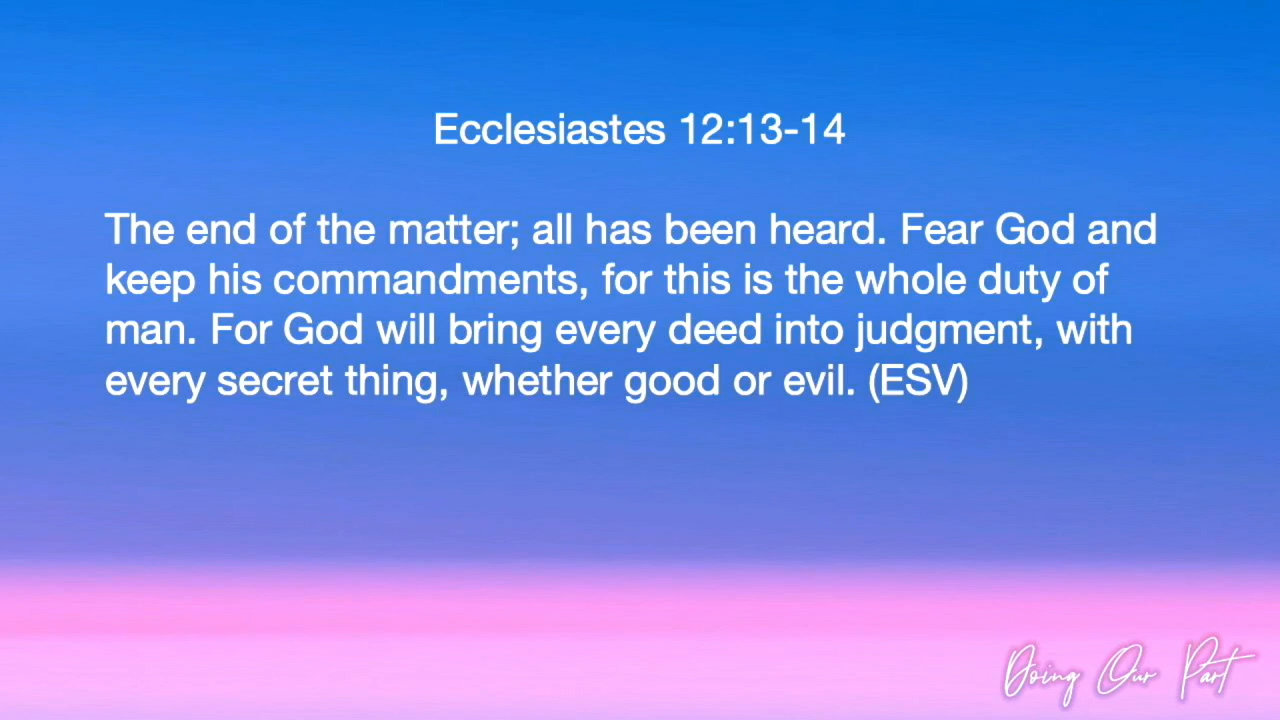 Ecclesiastes 12:13-14
The end of the matter; all has been heard. Fear God and
keep his commandments, for this is the whole duty of
man. For God will bring every deed into judgment, with
every secret thing, whether good or evil. (ESV)
Doing Our Part